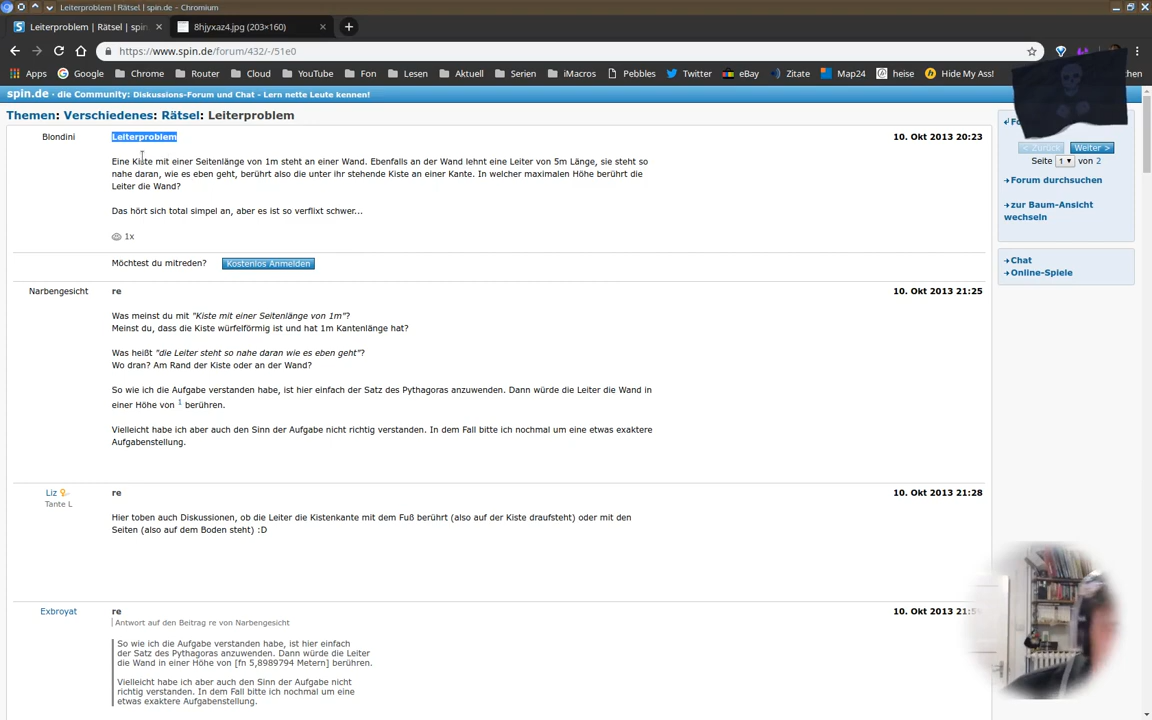 Leiterproblem | Rätsel | spin.de - Chromium
Leiterproblem | Rätsel | spin.
8hjyxaz4.jpg (203×160)
https://www.spin.de/forum/432/-/51e0
Apps Google Chrome Router Cloud YouTube Fon Lesen Aktuell Serien iMacros Pebbles Twitter eBay Zitate Map24 heise Hide My Ass!
spin.de - die Community: Diskussions-Forum und Chat - Lern nette Leute kennen!
Themen: Verschiedenes: Rätsel: Leiterproblem
Blondini Leiterproblem 10. Okt 2013 20:23
Eine Kiste mit einer Seitenlänge von 1m steht an einer Wand. Ebenfalls an der Wand lehnt eine Leiter von 5m Länge, sie steht so
nahe daran, wie es eben geht, berührt also die unter ihr stehende Kiste an einer Kante. In welcher maximalen Höhe berührt die
Leiter die Wand?
Das hört sich total simpel an, aber es ist so verflixt schwer...
1x
Möchtest du mitreden? Kostenlos Anmelden
Narbengesicht re 10. Okt 2013 21:25
Was meinst du mit "Kiste mit einer Seitenlänge von 1m"?
Meinst du, dass die Kiste würfelförmig ist und hat 1m Kantenlänge hat?
Was heißt "die Leiter steht so nahe daran wie es eben geht"?
Wo dran? Am Rand der Kiste oder an der Wand?
So wie ich die Aufgabe verstanden habe, ist hier einfach der Satz des Pythagoras anzuwenden. Dann würde die Leiter die Wand in
einer Höhe von 1 berühren.
Vielleicht habe ich aber auch den Sinn der Aufgabe nicht richtig verstanden. In dem Fall bitte ich nochmal um eine etwas exaktere
Aufgabenstellung.
Liz re 10. Okt 2013 21:28
Tante L
Hier toben auch Diskussionen, ob die Leiter die Kistenkante mit dem Fuß berührt (also auf der Kiste draufsteht) oder mit den
Seiten (also auf dem Boden steht) :D
Exbroyat re 10. Okt 2013
Antwort auf den Beitrag re von Narbengesicht
So wie ich die Aufgabe verstanden habe, ist hier einfach
der Satz des Pythagoras anzuwenden. Dann würde die Leiter
die Wand in einer Höhe von [fn 5,8989794 Metern] berühren.
Vielleicht habe ich aber auch den Sinn der Aufgabe nicht
richtig verstanden. In dem Fall bitte ich nochmal um eine
etwas exaktere Aufgabenstellung.
< Zurück Weiter >
Seite 1 von 2
Forum durchsuchen
zur Baum-Ansicht
wechseln
Chat
Online-Spiele